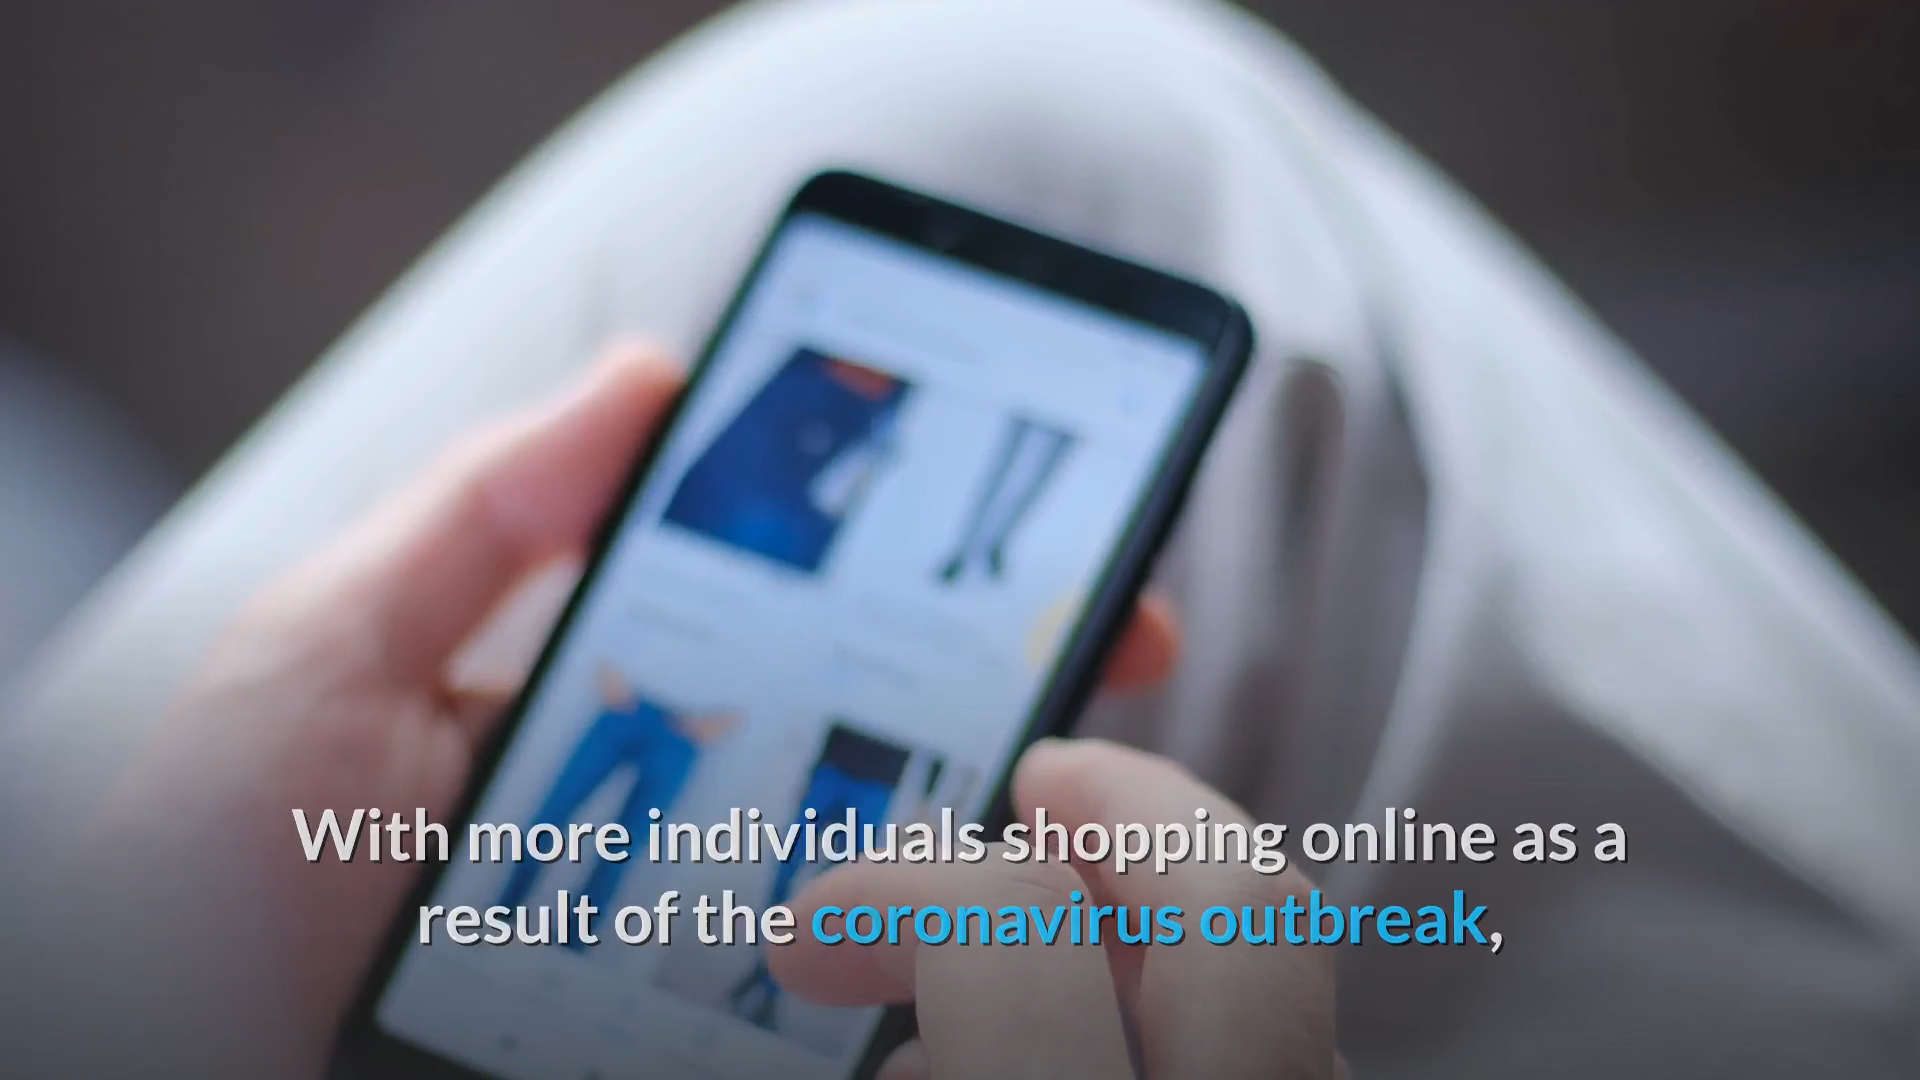 With more individuals shopping online as a
result of the coronavirus outbreak,